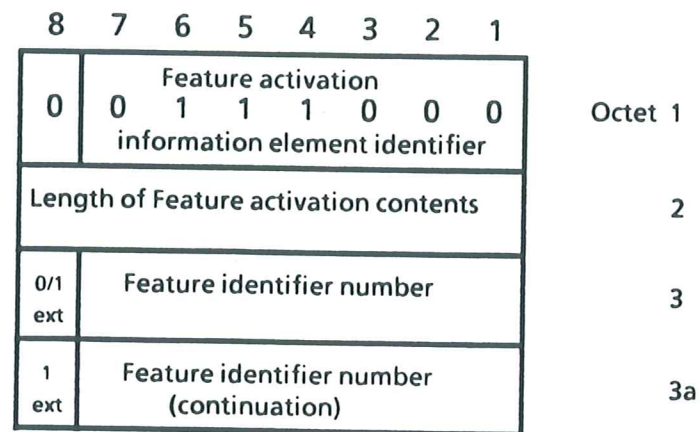 8 7 6 5 4 3 2 1
Feature activation
0 0 1 1 1 0 0 0 Octet 1
information element identifier
Length of Feature activation contents 2
0/1 Feature identifier number 3
ext
1 Feature identifier number 3a
ext (continuation)